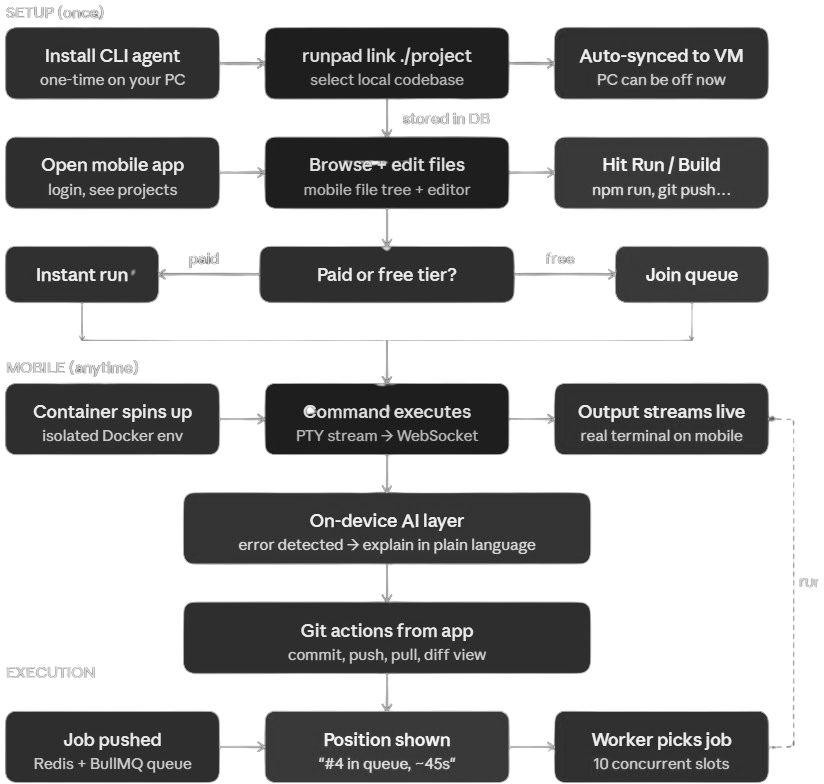 SETUP (once)
Install CLI agent
one-time on your PC
runpad link ./project
select local codebase
Auto-synced to VM
PC can be off now
stored in DB
Open mobile app
login, see projects
Browse + edit files
mobile file tree + editor
Hit Run / Build
npm run, git push...
Instant run
paid
Paid or free tier?
free
Join queue
MOBILE (anytime)
Container spins up
isolated Docker env
Command executes
PTY stream → WebSocket
Output streams live
real terminal on mobile
On-device AI layer
error detected → explain in plain language
Git actions from app
commit, push, pull, diff view
EXECUTION
Job pushed
Redis + BullMQ queue
Position shown
"#4 in queue, ~45s"
Worker picks job
10 concurrent slots